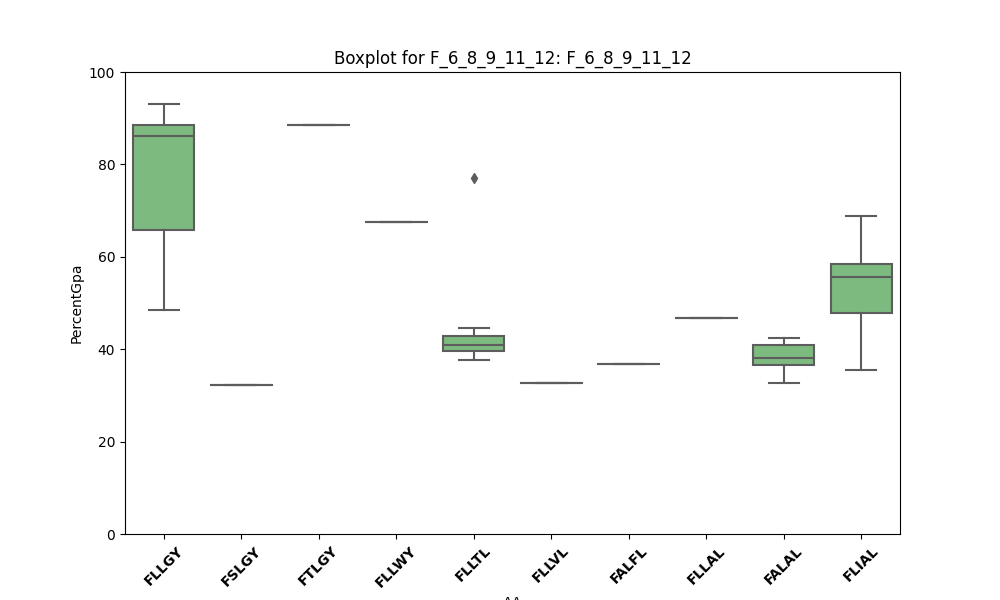 Boxplot for F_6_8_9_11_12: F_6_8_9_11_12
100
80
60
40
20
0
PercentGpa
FLLGY
FSLGY
FTLGY
FLLWY
FLLTL
FLLVL
FALFL
FLLAL
FALAL
FLIAL